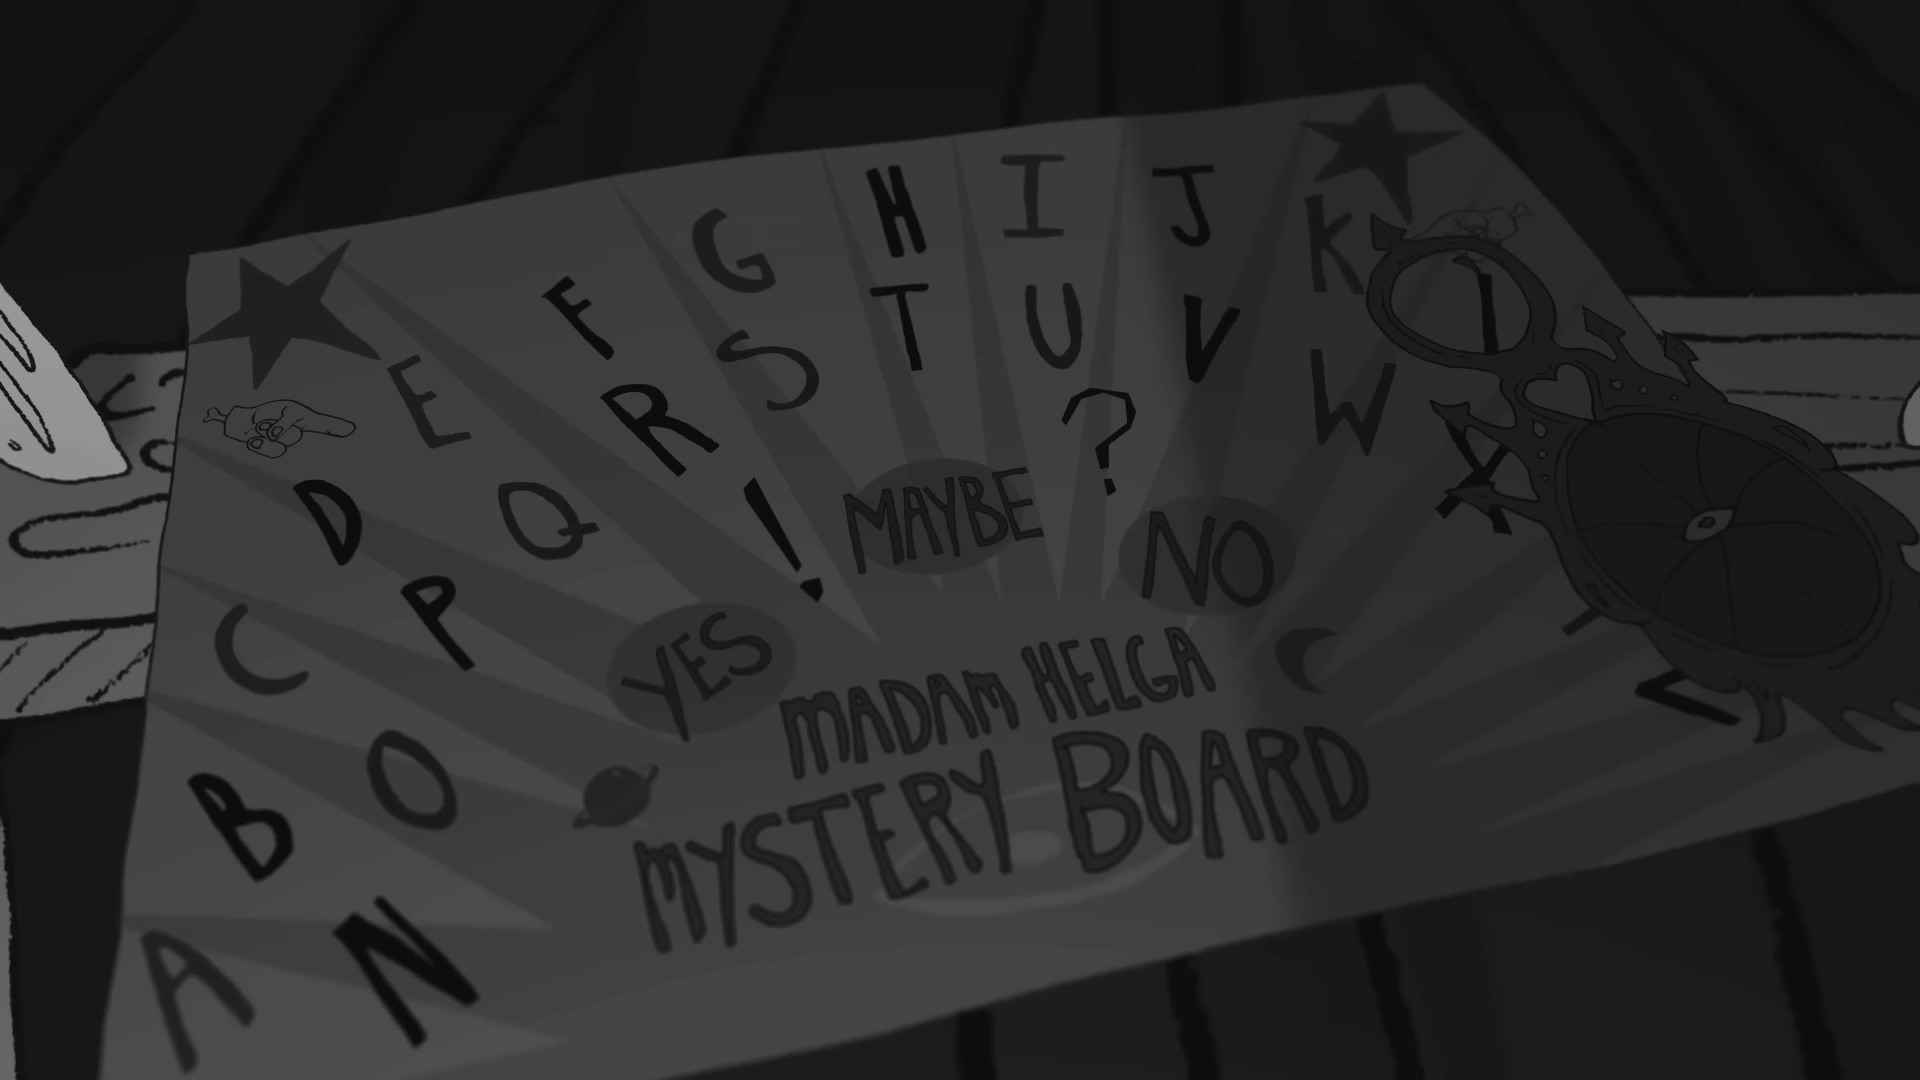 A B C D E F G H I J K L
N O P Q R S T U V W X
! ?
YES MAYBE NO
MADAM HELGA
MYSTERY BOARD